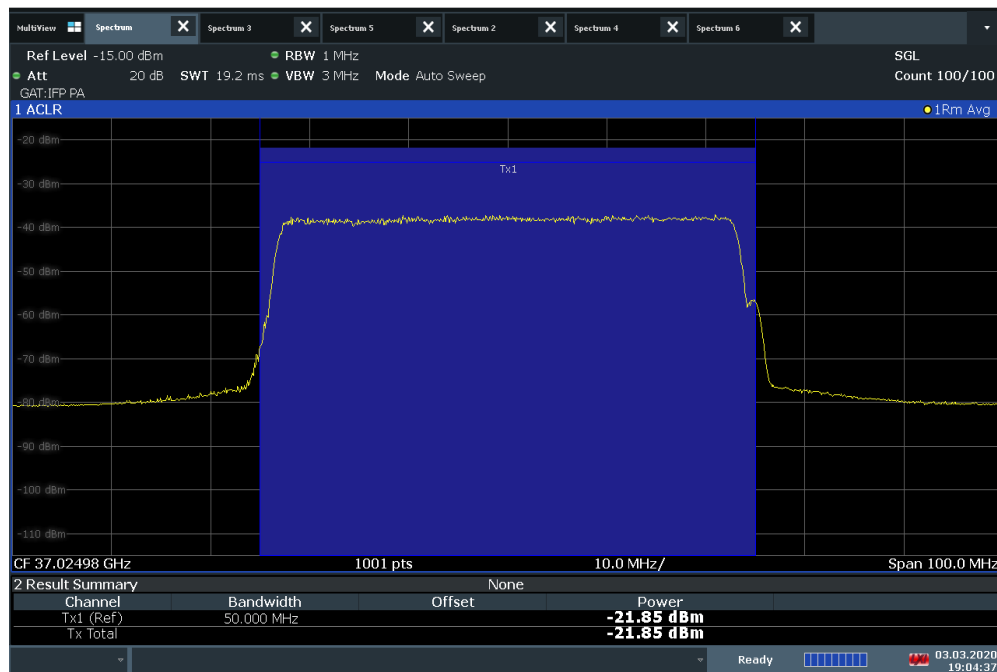 MultiView Spectrum X Spectrum 3 X Spectrum 5 X Spectrum 2 X Spectrum 4 X Spectrum 6 X
Ref Level -15.00 dBm RBW 1 MHz SGL
Att 20 dB SWT 19.2 ms VBW 3 MHz Mode Auto Sweep Count 100/100
GAT:IFP PA
1 ACLR 1Rm Avg
-20 dBm
Tx1
-30 dBm
-40 dBm
-50 dBm
-60 dBm
-70 dBm
-80 dBm
-90 dBm
-100 dBm
-110 dBm
CF 37.02498 GHz 1001 pts 10.0 MHz/ Span 100.0 MHz
2 Result Summary None
Channel Bandwidth Offset Power
Tx1 (Ref) 50.000 MHz -21.85 dBm
Tx Total -21.85 dBm
Ready 03.03.2020
19:04:37